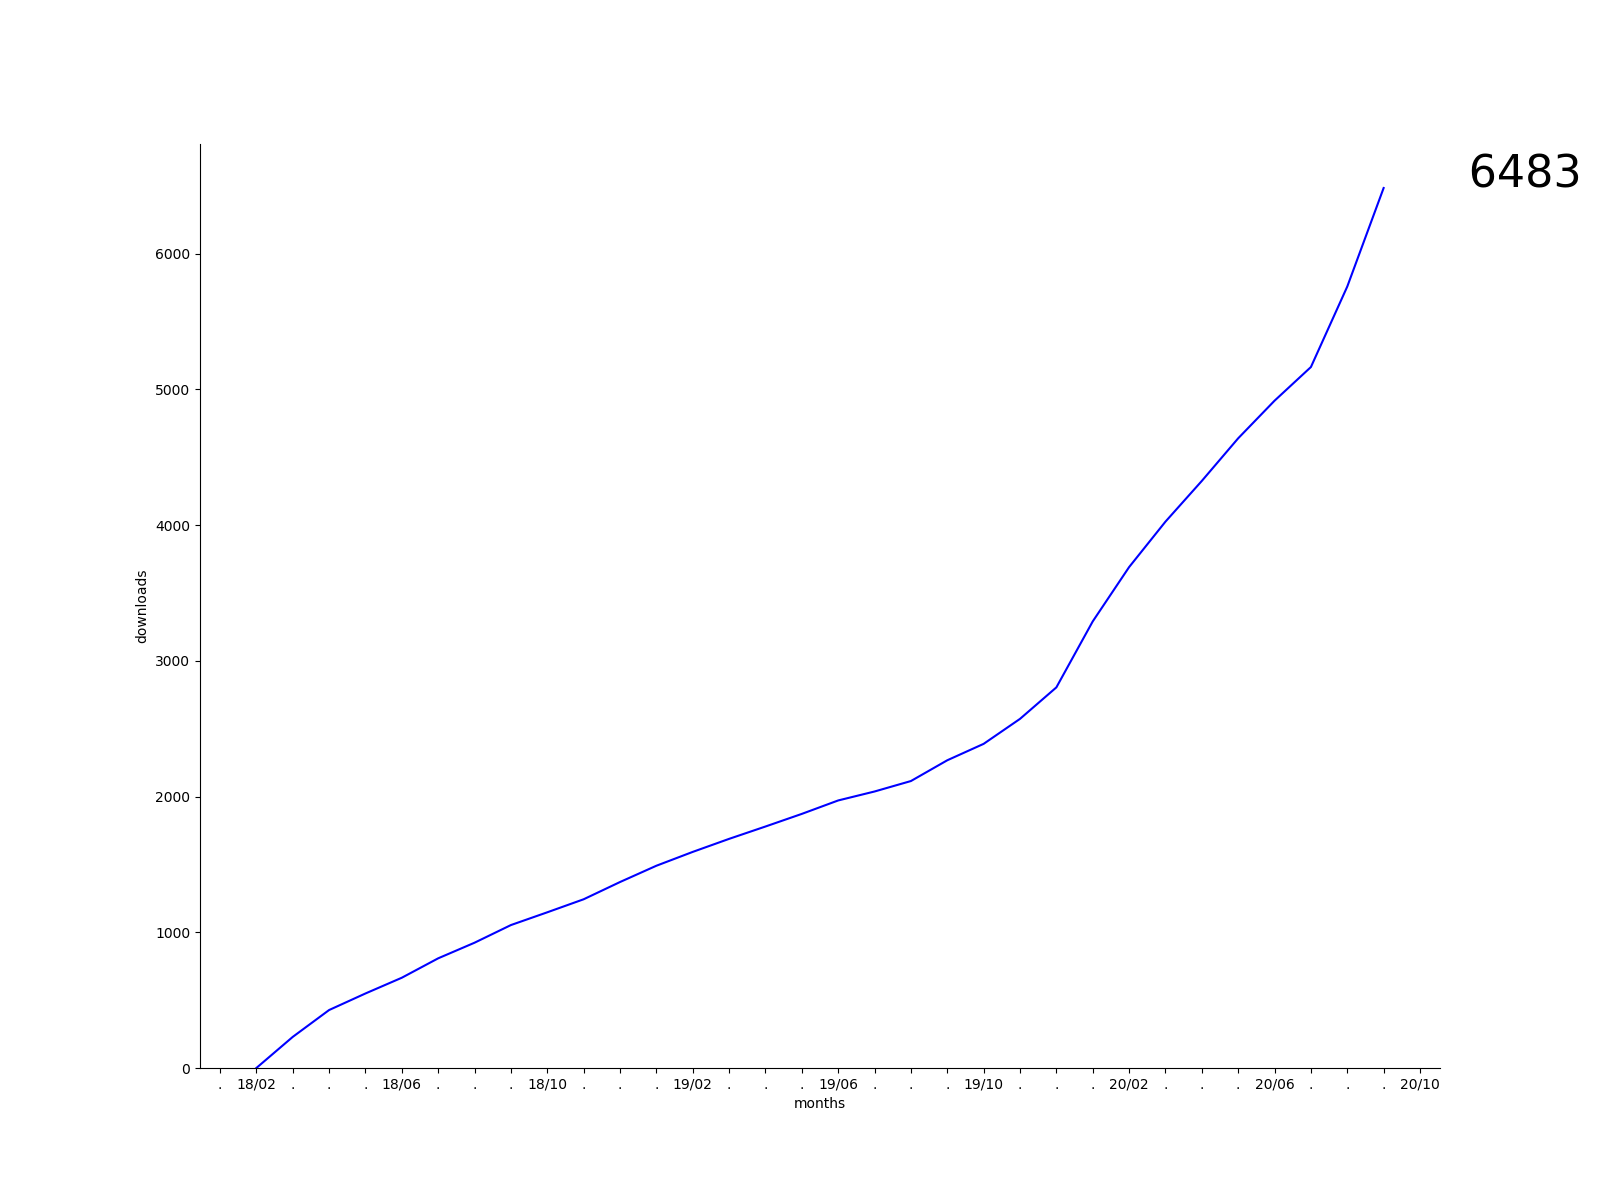 6483
6000
5000
4000
3000
2000
1000
0
downloads
. 18/02 . . . 18/06 . . . 18/10 . . . 19/02 . . . 19/06 . . . 19/10 . . . 20/02 . . . 20/06 . . . 20/10
months